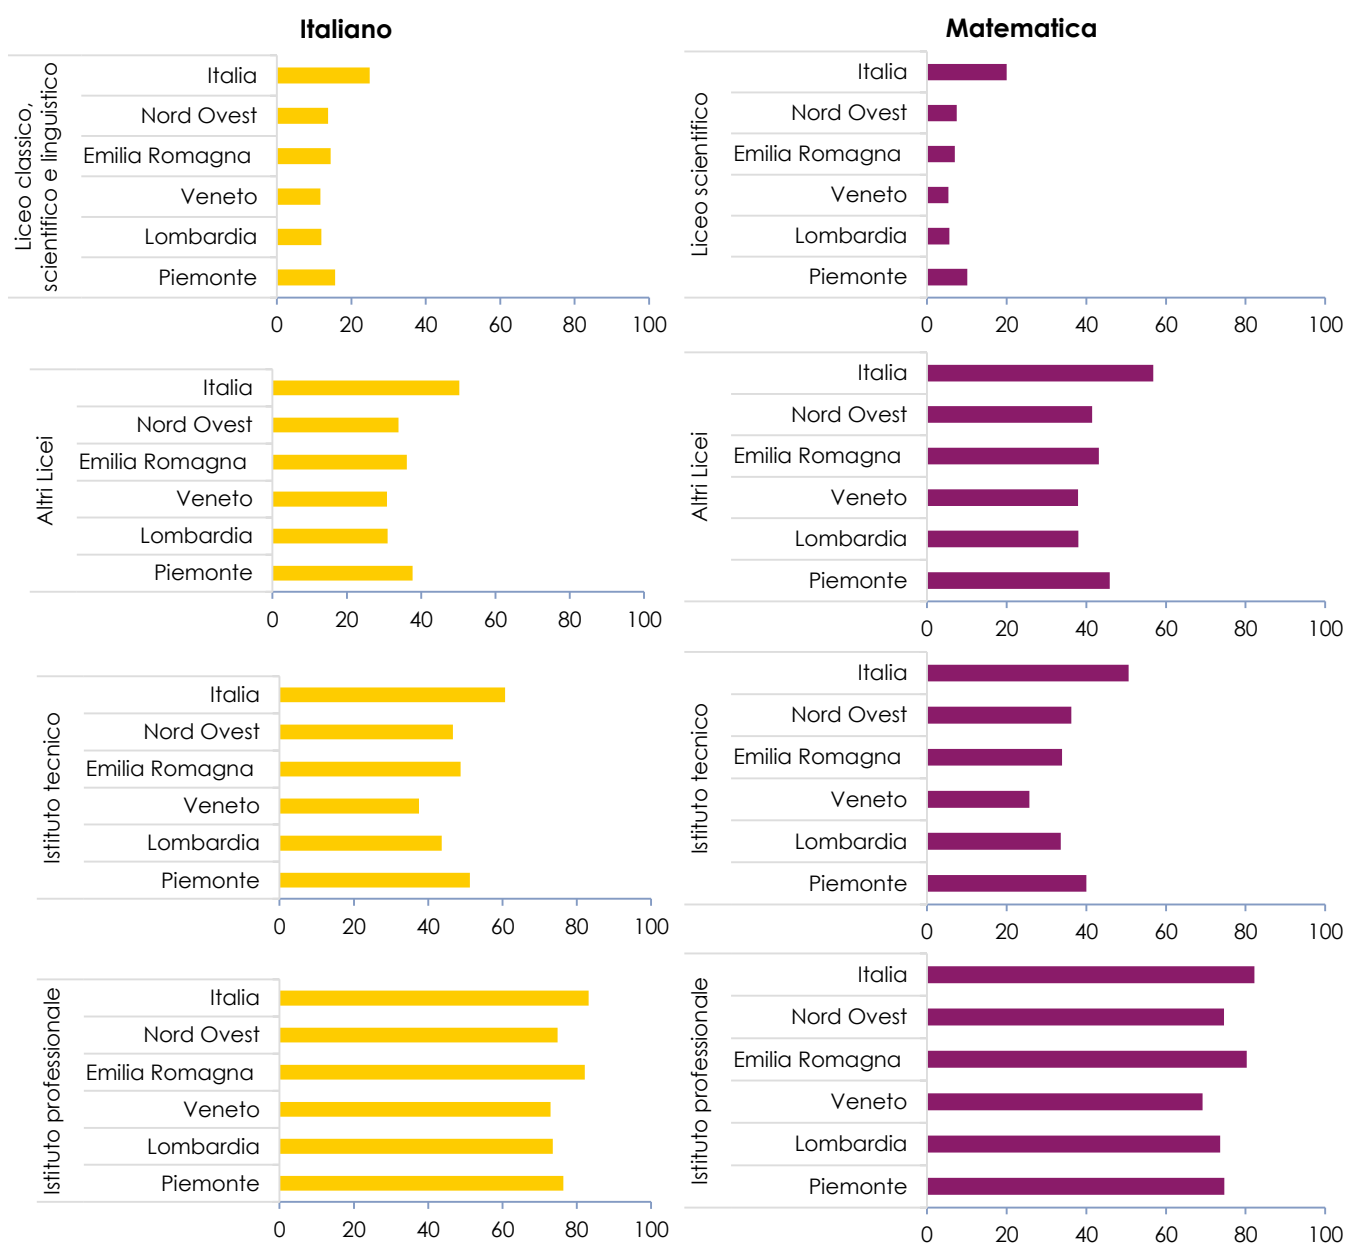 Italiano
Liceo classico,
scientifico e linguistico
Italia
Nord Ovest
Emilia Romagna
Veneto
Lombardia
Piemonte
0 20 40 60 80 100
Altri Licei
Italia
Nord Ovest
Emilia Romagna
Veneto
Lombardia
Piemonte
0 20 40 60 80 100
Istituto tecnico
Italia
Nord Ovest
Emilia Romagna
Veneto
Lombardia
Piemonte
0 20 40 60 80 100
Istituto professionale
Italia
Nord Ovest
Emilia Romagna
Veneto
Lombardia
Piemonte
0 20 40 60 80 100
Matematica
Liceo scientifico
Italia
Nord Ovest
Emilia Romagna
Veneto
Lombardia
Piemonte
0 20 40 60 80 100
Altri Licei
Italia
Nord Ovest
Emilia Romagna
Veneto
Lombardia
Piemonte
0 20 40 60 80 100
Istituto tecnico
Italia
Nord Ovest
Emilia Romagna
Veneto
Lombardia
Piemonte
0 20 40 60 80 100
Istituto professionale
Italia
Nord Ovest
Emilia Romagna
Veneto
Lombardia
Piemonte
0 20 40 60 80 100